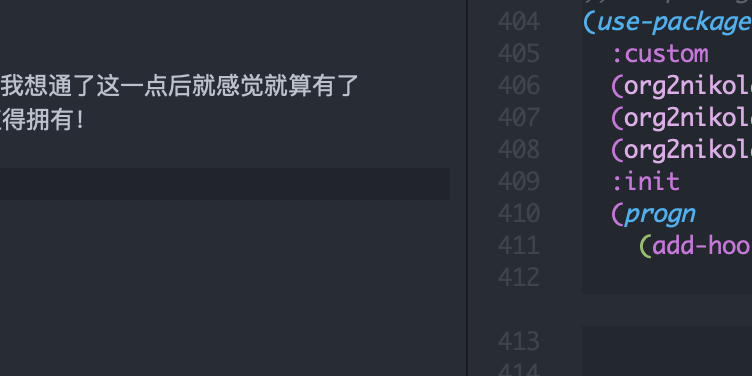 我想通了这一点后就感觉就算有了
得拥有！
404 (use-package
405 :custom
406 (org2nikol
407 (org2nikol
408 (org2nikol
409 :init
410 (progn
411 (add-hoo
412
413
414